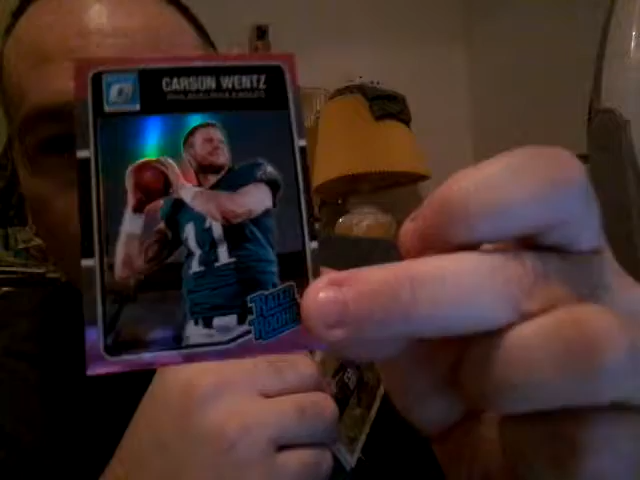 CARSON WENTZ
PHILADELPHIA EAGLES
11
RATED
ROOKIE